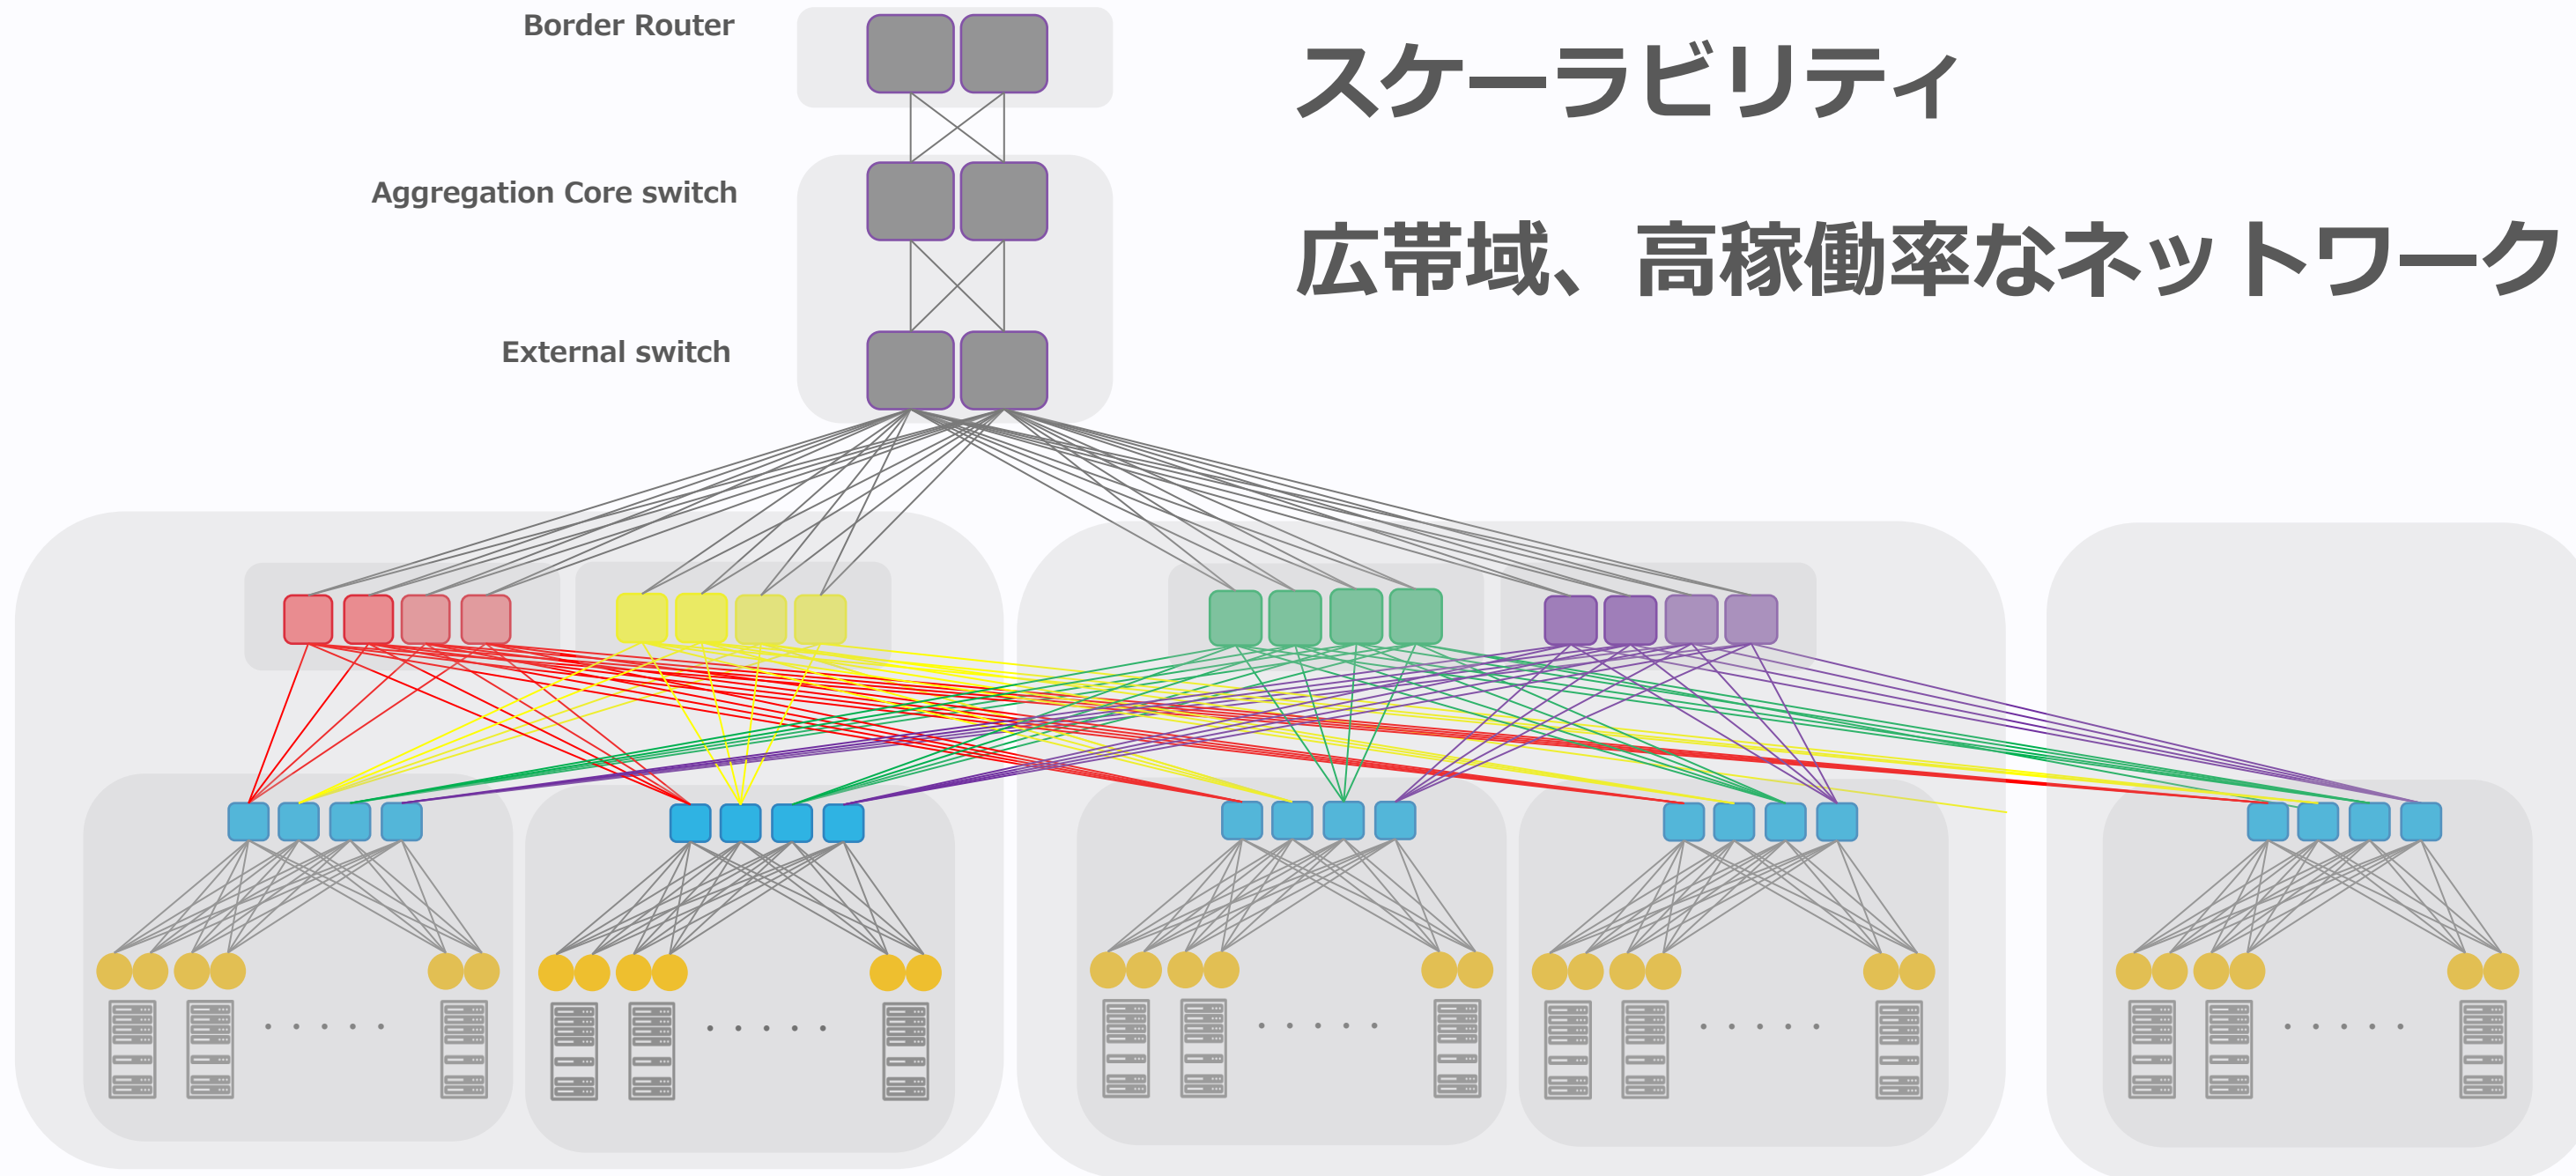 Border Router
スケーラビリティ
Aggregation Core switch
広帯域、高稼働率なネットワーク
External switch